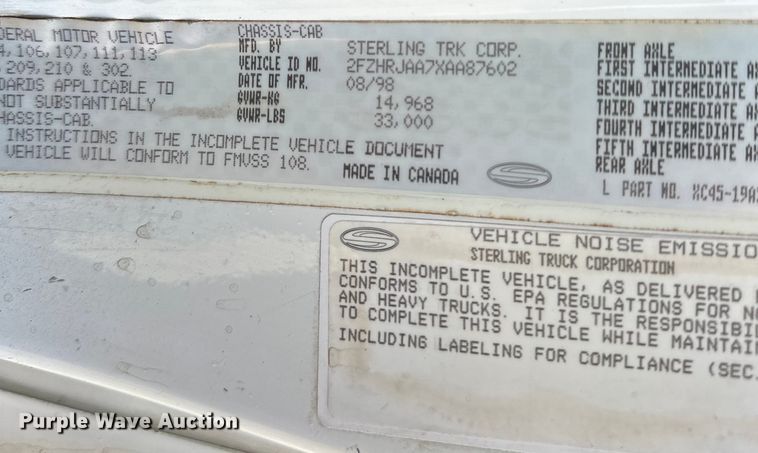 DERAL MOTOR VEHICLE
4, 106, 107, 111, 113
, 209, 210 & 302.
DARDS APPLICABLE TO
NOT SUBSTANTIALLY
HASSIS-CAB.
INSTRUCTIONS IN THE INCOMPLETE VEHICLE DOCUMENT
VEHICLE WILL CONFORM TO FMVSS 108.
CHASSIS-CAB
MFD. BY STERLING TRK CORP.
VEHICLE ID NO. 2FZHRJAA7XAA87602
DATE OF MFR. 08/98
GVWR-KG 14,968
GVWR-LBS 33,000
MADE IN CANADA
FRONT AXLE
FIRST INTERMEDIATE A
SECOND INTERMEDIATE
THIRD INTERMEDIATE A
FOURTH INTERMEDIATE
FIFTH INTERMEDIATE A
REAR AXLE
L PART NO. XC45-19A
VEHICLE NOISE EMISSIO
STERLING TRUCK CORPORATION
THIS INCOMPLETE VEHICLE, AS DELIVERED
CONFORMS TO U.S. EPA REGULATIONS FOR N
AND HEAVY TRUCKS. IT IS THE RESPONSIBIL
TO COMPLETE THIS VEHICLE WHILE MAINTAI
INCLUDING LABELING FOR COMPLIANCE (SEC.
Purple Wave Auction